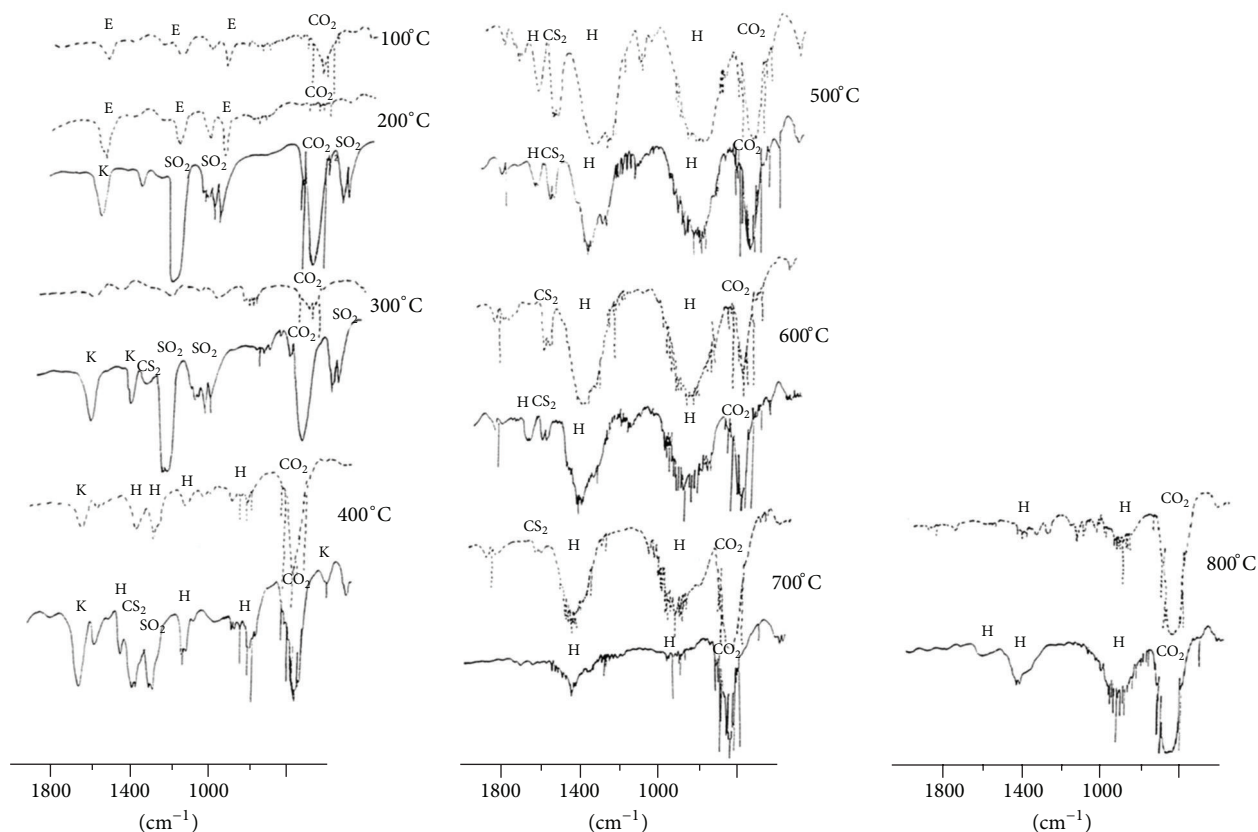 E E E CO₂
100°C
CO₂
E E E
200°C
K SO₂ SO₂ CO₂ SO₂
CO₂
300°C
K K CS₂ SO₂ SO₂ CO₂ SO₂
K H H H H CO₂
400°C
K H CS₂ SO₂ H H CO₂ K
1800 1400 1000
(cm⁻¹)
H CS₂ H H CO₂
500°C
H CS₂ H H CO₂
CS₂ H H CO₂
600°C
H CS₂ H H CO₂
CS₂ H H CO₂
700°C
H H CO₂
1800 1400 1000
(cm⁻¹)
H H CO₂
800°C
H H H CO₂
1800 1400 1000
(cm⁻¹)